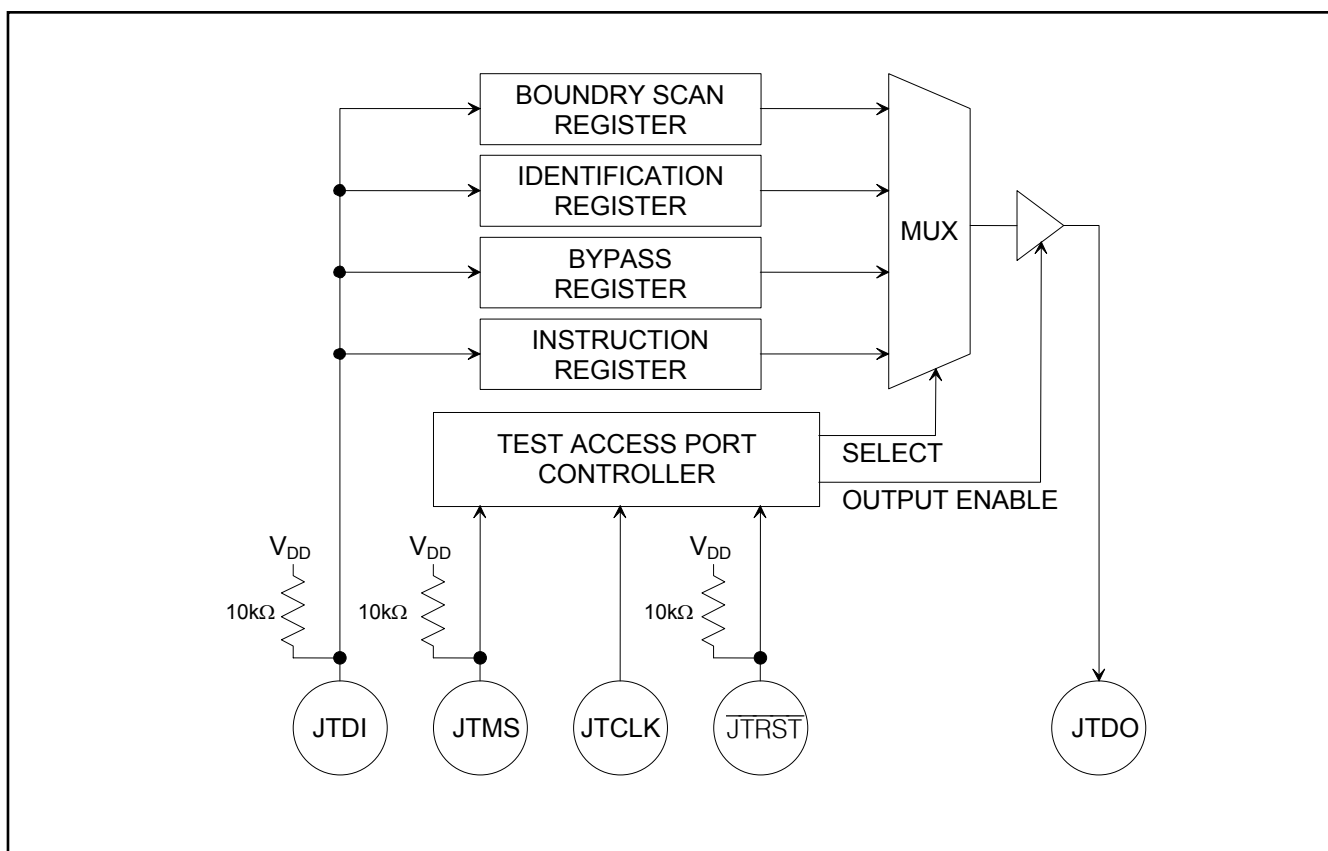 BOUNDRY SCAN
REGISTER
IDENTIFICATION
REGISTER
BYPASS
REGISTER
INSTRUCTION
REGISTER
MUX
TEST ACCESS PORT
CONTROLLER
SELECT
OUTPUT ENABLE
VDD
VDD
VDD
10kΩ
10kΩ
10kΩ
JTDI
JTMS
JTCLK
JTRST
JTDO